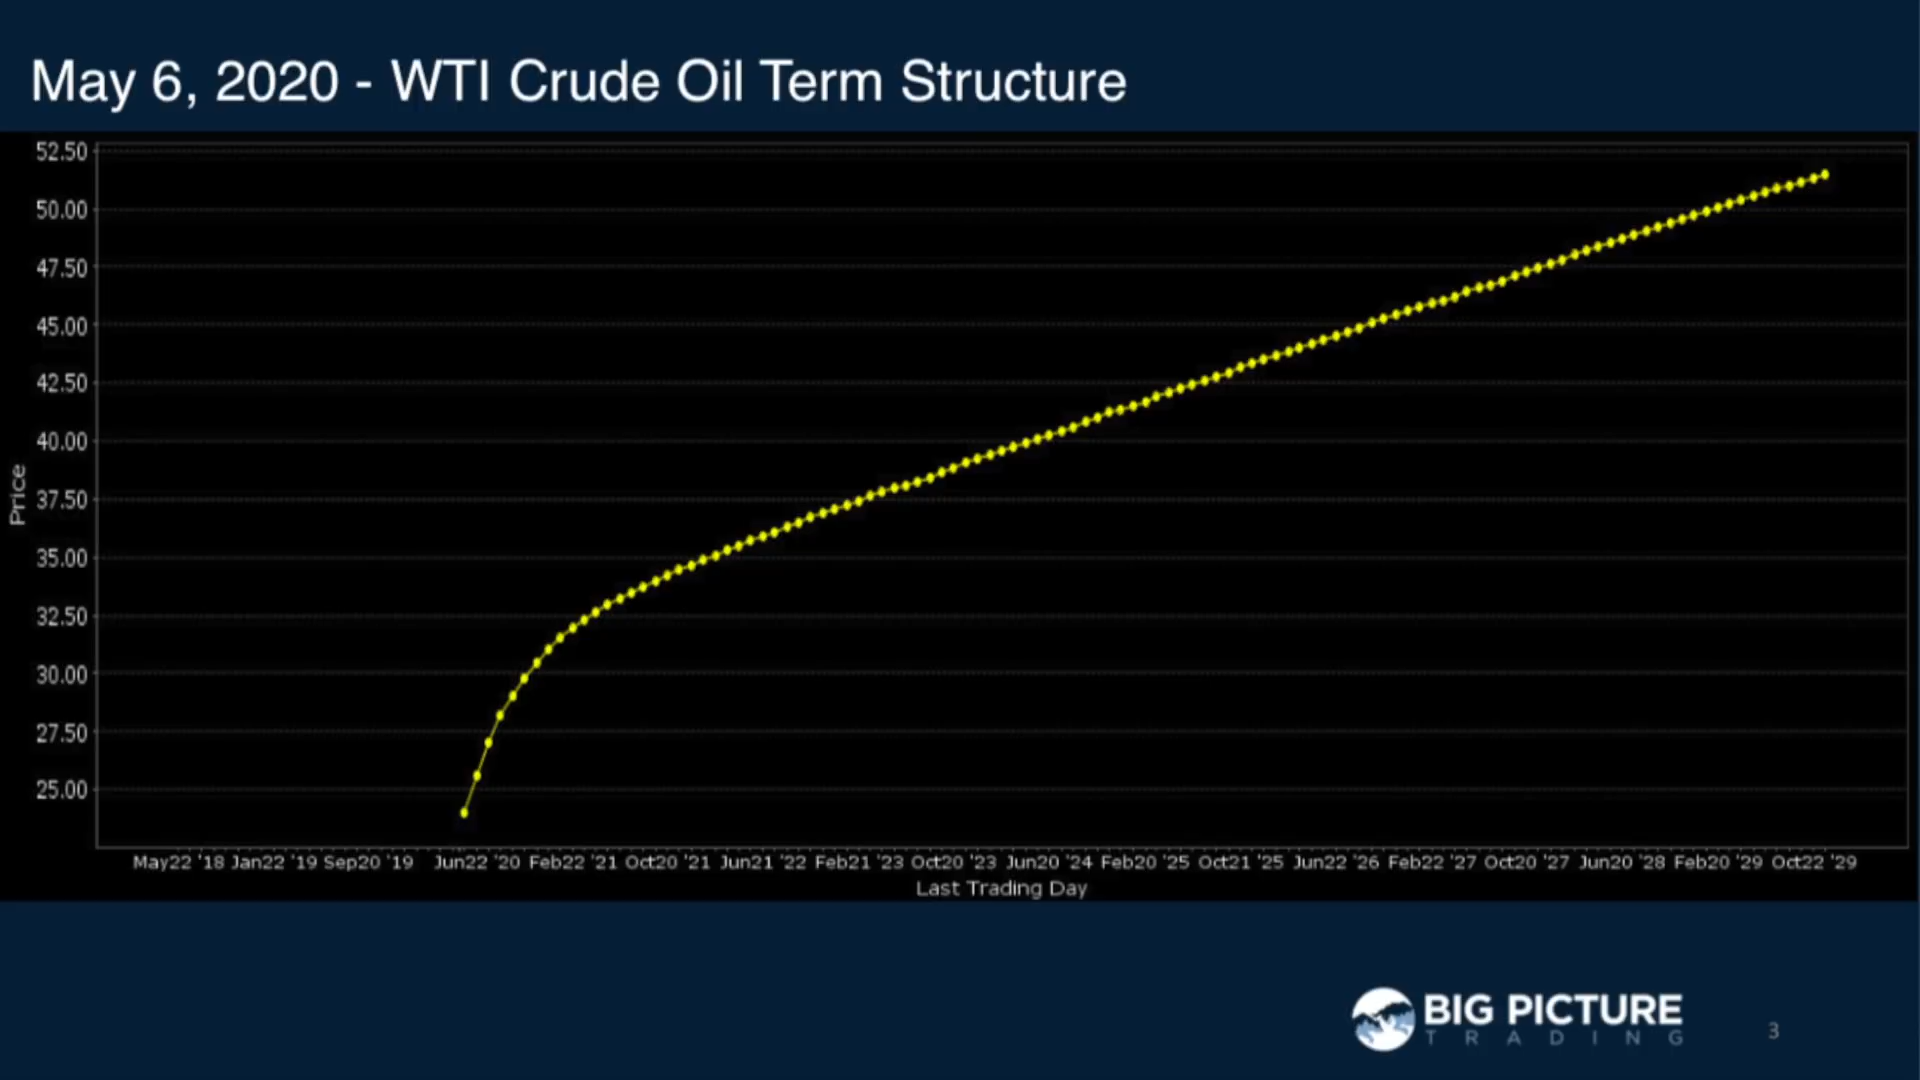 May 6, 2020 - WTI Crude Oil Term Structure
52.50
50.00
47.50
45.00
42.50
40.00
37.50
35.00
32.50
30.00
27.50
25.00
Price
May22 '18 Jan22 '19 Sep20 '19 Jun22 '20 Feb22 '21 Oct20 '21 Jun21 '22 Feb21 '23 Oct20 '23 Jun20 '24 Feb20 '25 Oct21 '25 Jun22 '26 Feb22 '27 Oct20 '27 Jun20 '28 Feb20 '29 Oct22 '29
Last Trading Day
BIG PICTURE
TRADING
3